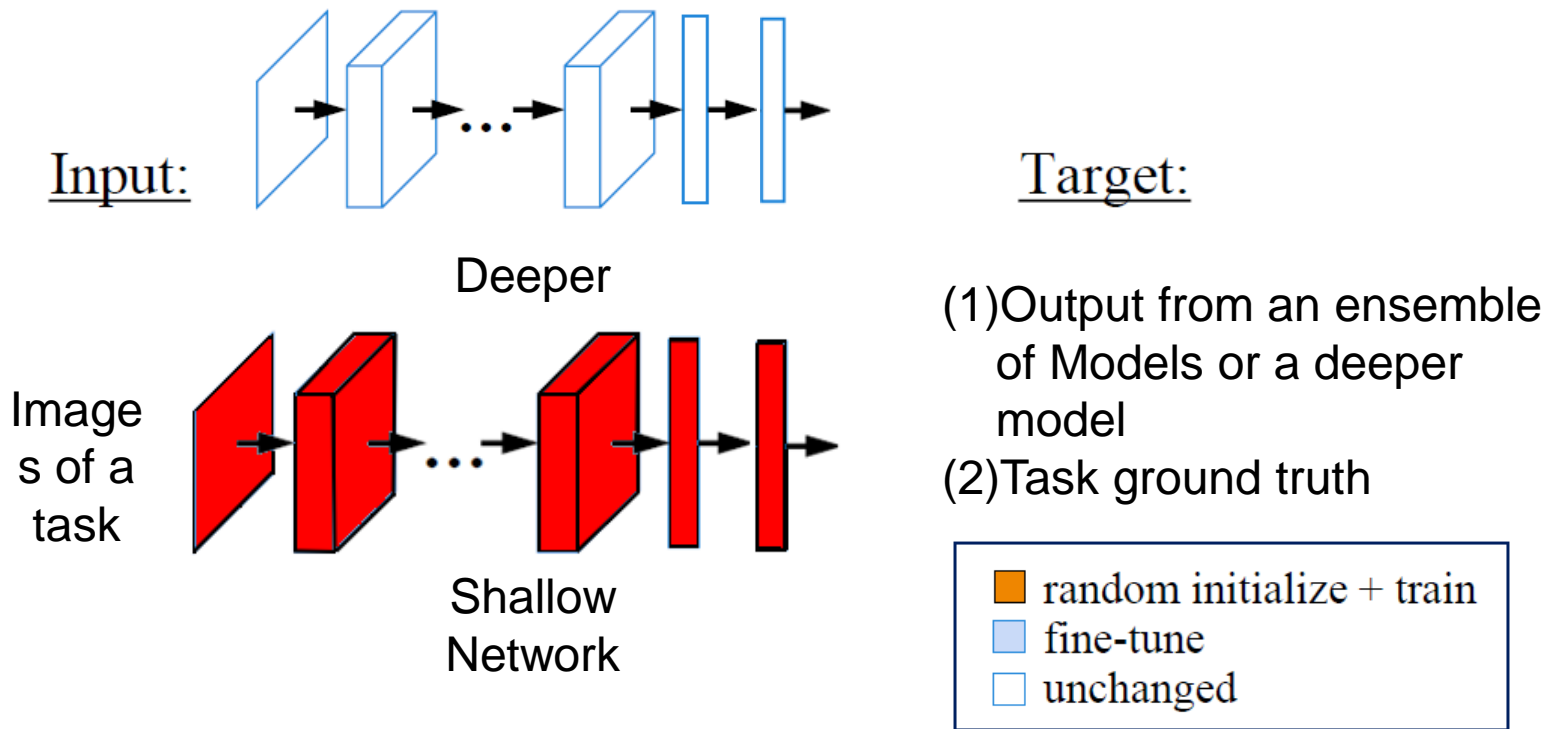 Input:
...
Deeper
Image
s of a
task
...
Shallow
Network
Target:
(1)Output from an ensemble
of Models or a deeper
model
(2)Task ground truth
random initialize + train
fine-tune
unchanged